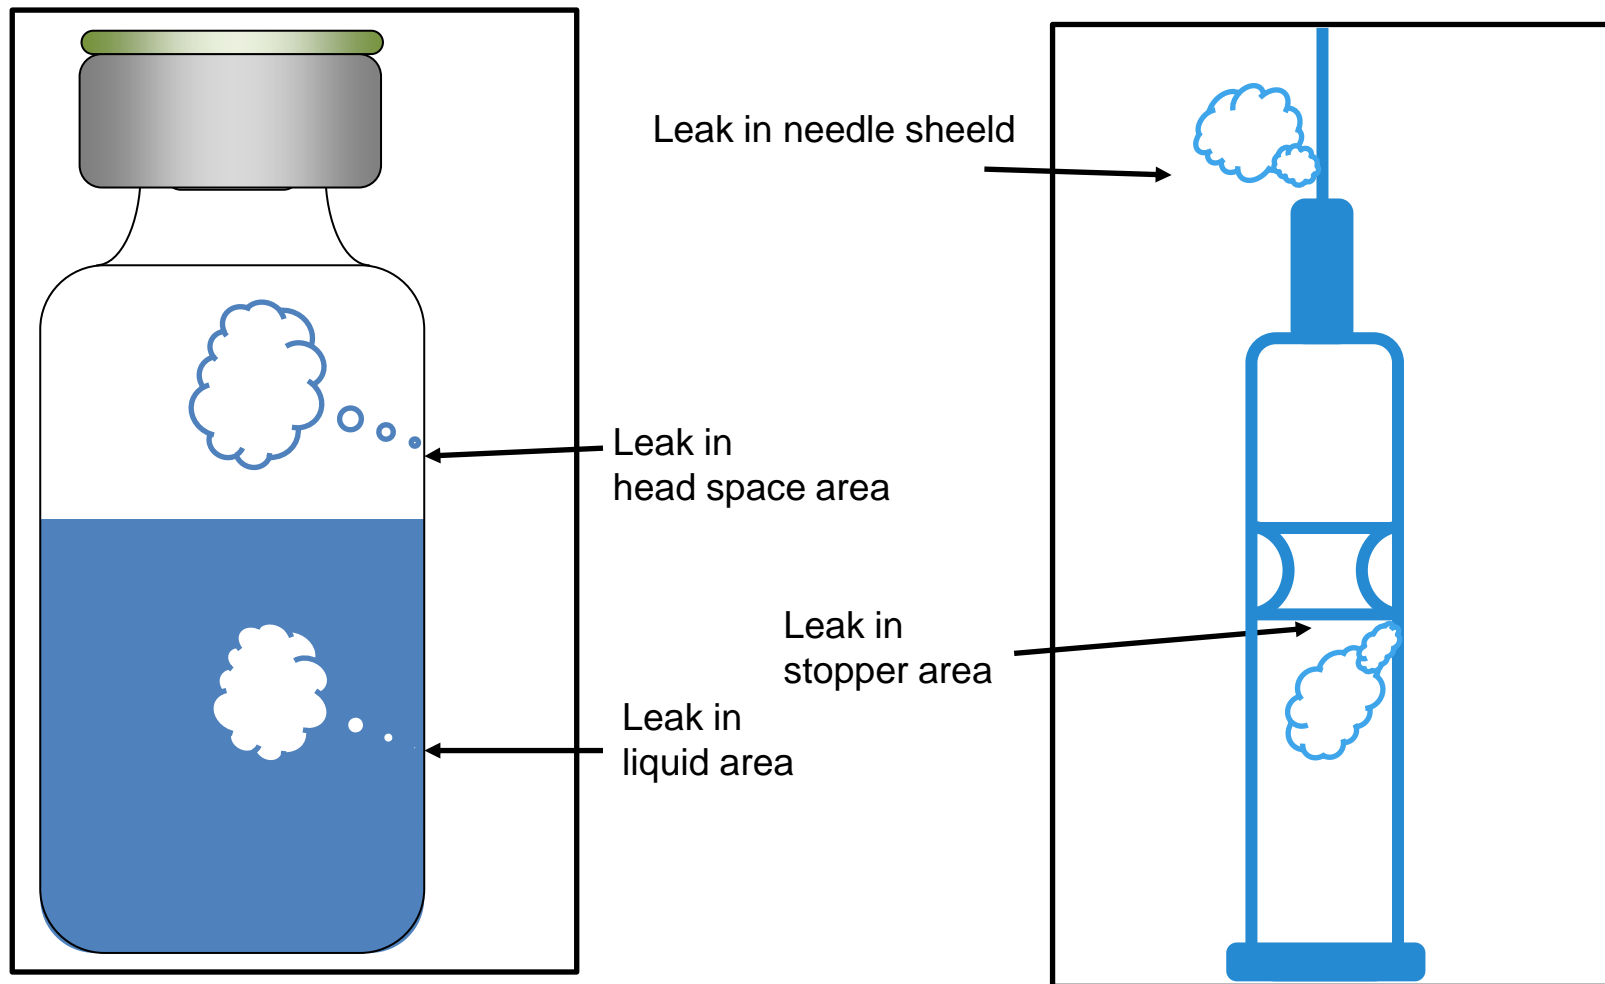 Leak in needle sheeld
Leak in
head space area
Leak in
stopper area
Leak in
liquid area